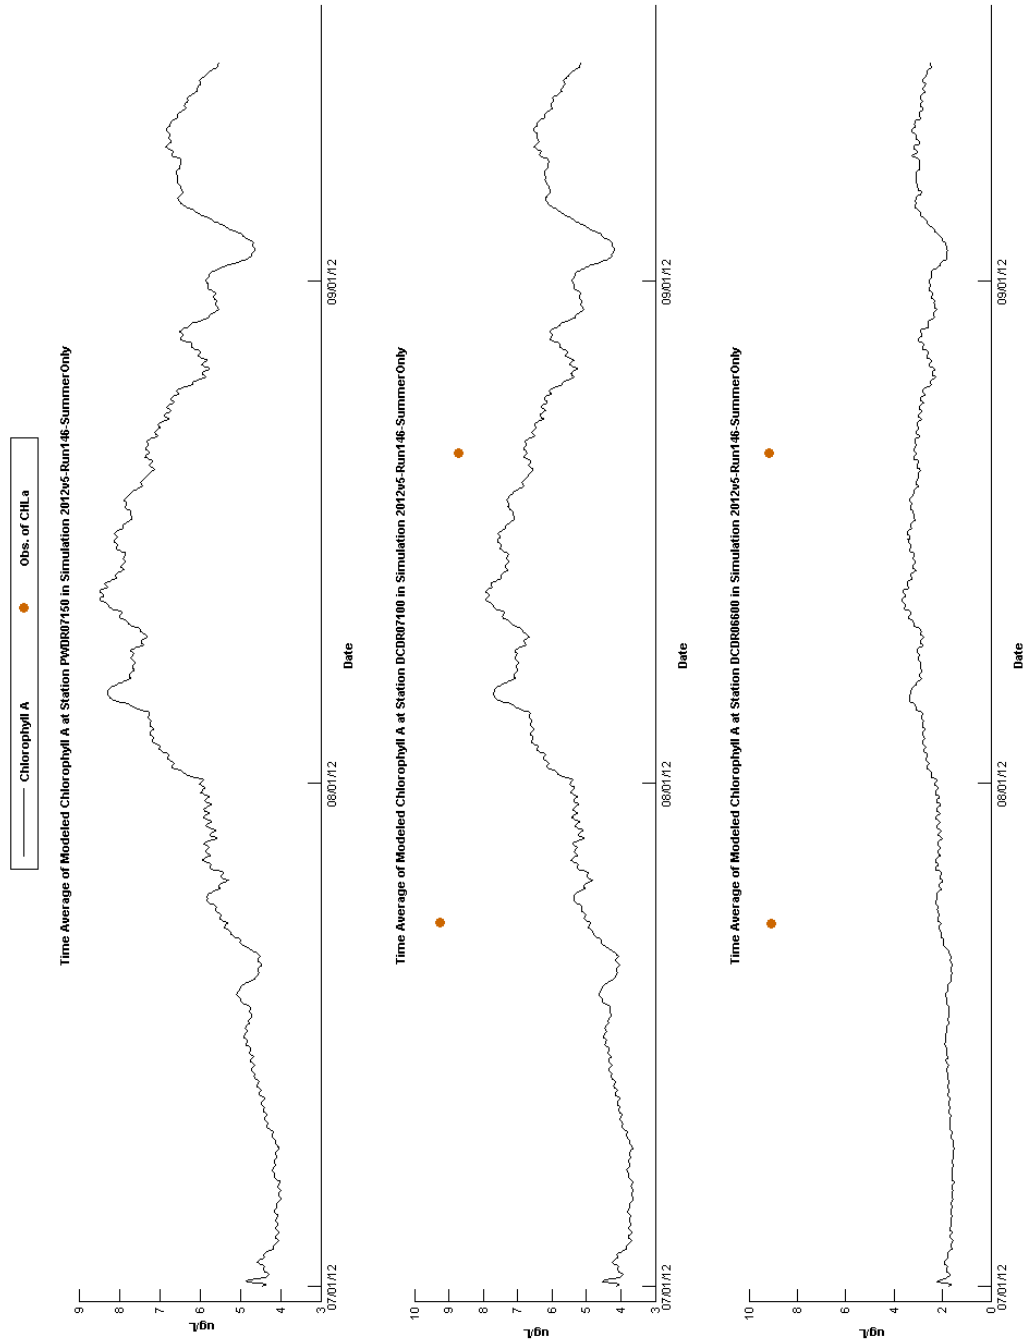 Chlorophyll A
Obs. of CHLa
Time Average of Modeled Chlorophyll A at Station PWDR07150 in Simulation 2012v5-Run146-SummerOnly
9
8
7
6
5
4
3
ug/L
07/01/12
08/01/12
09/01/12
Date
Time Average of Modeled Chlorophyll A at Station DCDR07100 in Simulation 2012v5-Run146-SummerOnly
10
9
8
7
6
5
4
3
ug/L
07/01/12
08/01/12
09/01/12
Date
Time Average of Modeled Chlorophyll A at Station DCDR06600 in Simulation 2012v5-Run146-SummerOnly
10
8
6
4
2
0
ug/L
07/01/12
08/01/12
09/01/12
Date